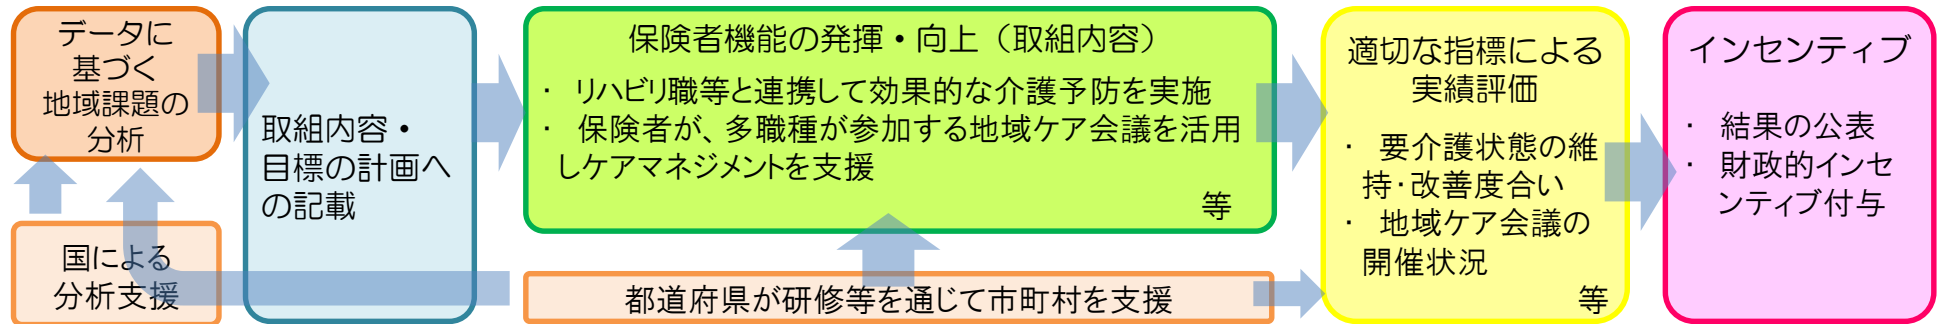 データに
基づく
地域課題の
分析
国による
分析支援
取組内容・
目標の計画へ
の記載
保険者機能の発揮・向上（取組内容）
・ リハビリ職等と連携して効果的な介護予防を実施
・ 保険者が、多職種が参加する地域ケア会議を活用
しケアマネジメントを支援
等
都道府県が研修等を通じて市町村を支援
適切な指標による
実績評価
・ 要介護状態の維
持・改善度合い
・ 地域ケア会議の
開催状況
等
インセンティブ
・ 結果の公表
・ 財政的インセ
ンティブ付与